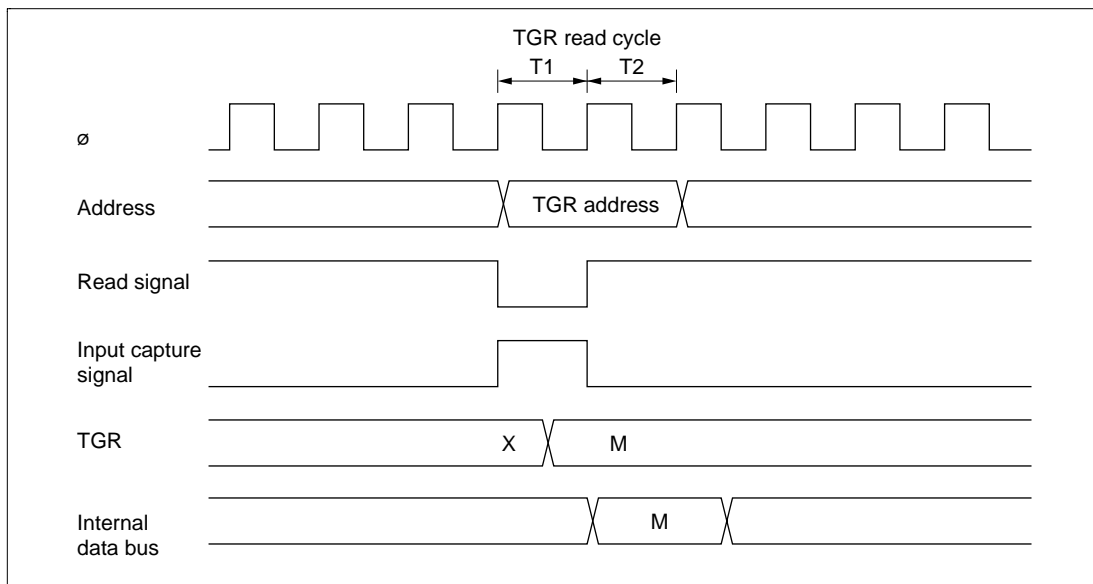 TGR read cycle
T1 T2
ø
Address
TGR address
Read signal
Input capture
signal
TGR
X M
Internal
data bus
M